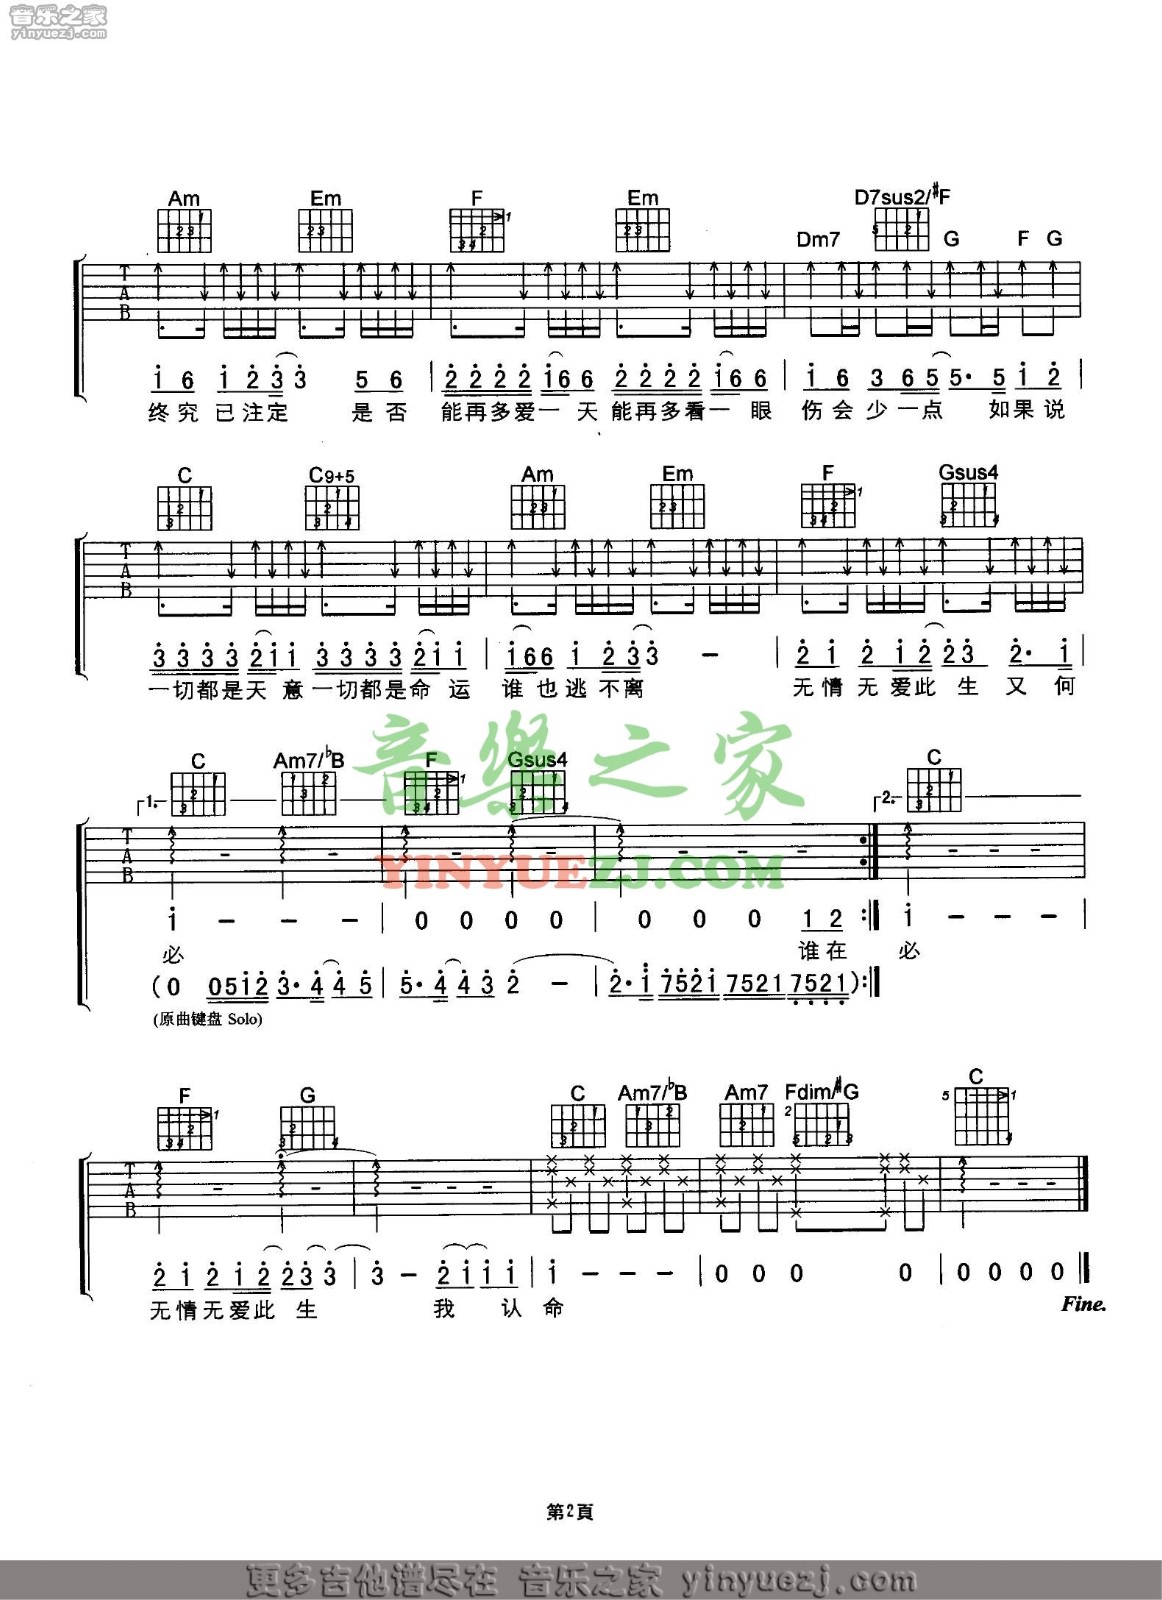 音乐之家
yinyuezj.com
Am Em F Em Dm7 D7sus2/#F G F G
T A B
i 6 i 2 3 3 5 6 | 2 2 2 2 i 6 6 2 2 2 2 i 6 6 | i 6 3 6 5 5· 5 i 2 |
终究已注定 是否 能再多爱一天能再多看一眼 伤会少一点 如果说
C C9+5 Am Em F Gsus4
T A B
3 3 3 3 2 i i 3 3 3 3 2 i i | i 6 6 i 2 3 3 – | 2 i 2 i 2 2 3 2· i |
一切都是天意一切都是命运 谁也逃不离 无情无爱此生又何
音樂之家
1. C Am7/bB F Gsus4 2. C
T A B
YINYUEZJ.COM
i – – – | 0 0 0 0 | 0 0 0 1 2 :| i – – – |
必 谁在 必
(0 0 5 i 2 3· 4 4 5 | 5· 4 4 3 2 – | 2· i 7 5 2 i 7 5 2 1 7 5 2 1) :|
(原曲键盘 Solo)
F G C Am7/bB Am7 Fdim/#G C
T A B
2 i 2 i 2 2 3 3 | 3 – 2 i i i | i – – – | 0 0 0 0 | 0 0 0 0 ||
无情无爱此生 我认命
Fine.
第2頁
更多吉他谱尽在 音乐之家 yinyuezj.com